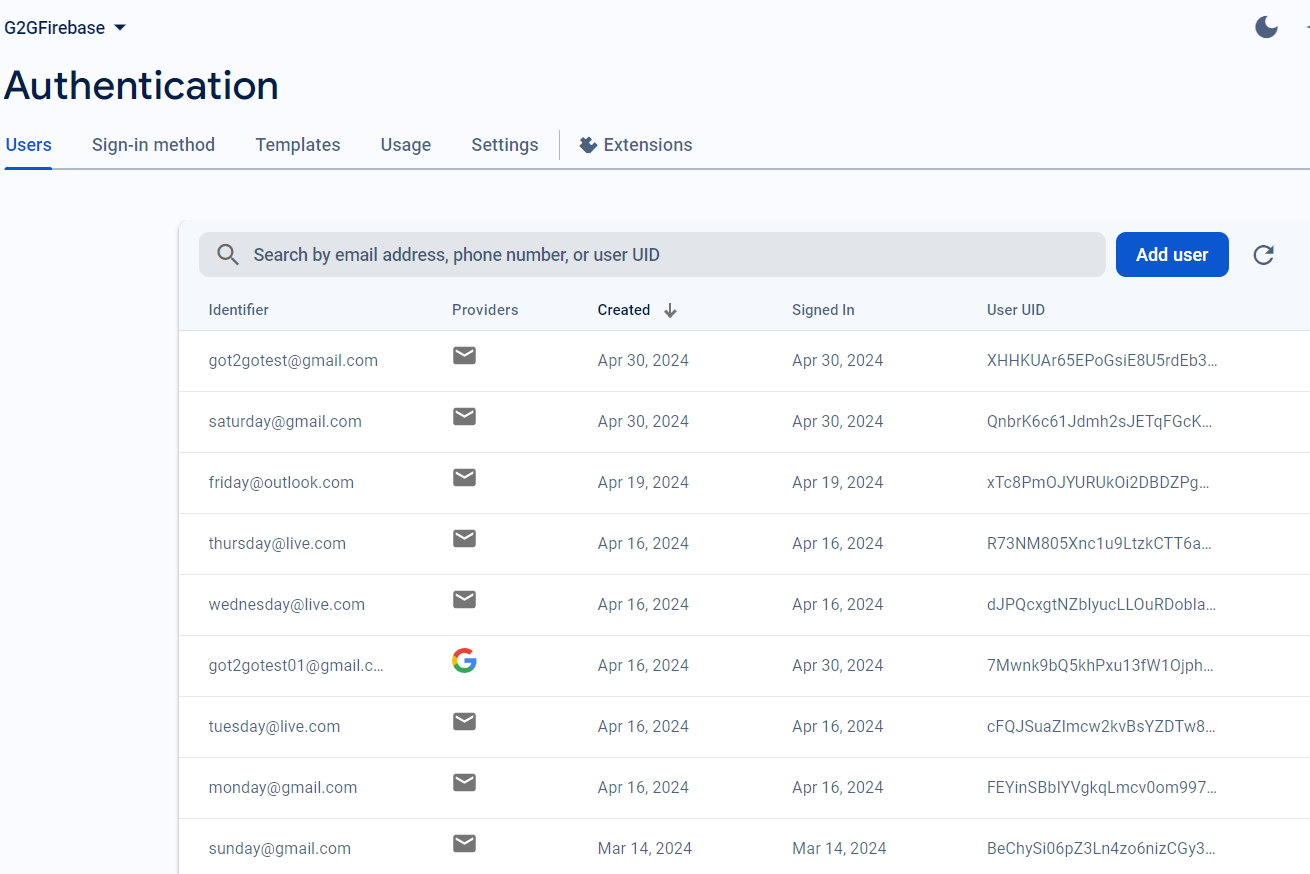 G2GFirebase
Authentication
Users Sign-in method Templates Usage Settings Extensions
Search by email address, phone number, or user UID Add user
Identifier Providers Created Signed In User UID
got2gotest@gmail.com Apr 30, 2024 Apr 30, 2024 XHHKUAr65EPoGsiE8U5rdEb3...
saturday@gmail.com Apr 30, 2024 Apr 30, 2024 QnbrK6c61Jdmh2sJETqFGcK...
friday@outlook.com Apr 19, 2024 Apr 19, 2024 xTc8PmOJYURUkOi2DBDZPg...
thursday@live.com Apr 16, 2024 Apr 16, 2024 R73NM805Xnc1u9LtzkCTT6a...
wednesday@live.com Apr 16, 2024 Apr 16, 2024 dJPQcxgtNZblyucLLOuRDobla...
got2gotest01@gmail.c... Apr 16, 2024 Apr 30, 2024 7Mwnk9bQ5khPxu13fW1Ojph...
tuesday@live.com Apr 16, 2024 Apr 16, 2024 cFQJSuaZlmcw2kvBsYZDTw8...
monday@gmail.com Apr 16, 2024 Apr 16, 2024 FEYinSBblYVgkqLmcv0om997...
sunday@gmail.com Mar 14, 2024 Mar 14, 2024 BeChySi06pZ3Ln4zo6nizCGy3...